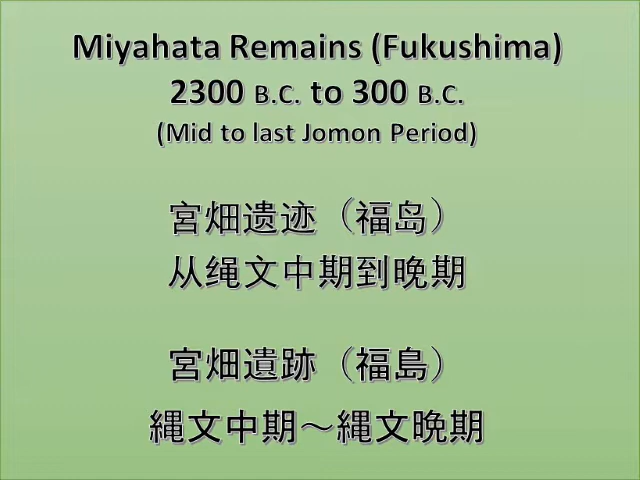 Miyahata Remains (Fukushima)
2300 B.C. to 300 B.C.
(Mid to last Jomon Period)
宮畑遗迹（福岛）
从绳文中期到晚期
宮畑遺跡（福島）
縄文中期～縄文晩期